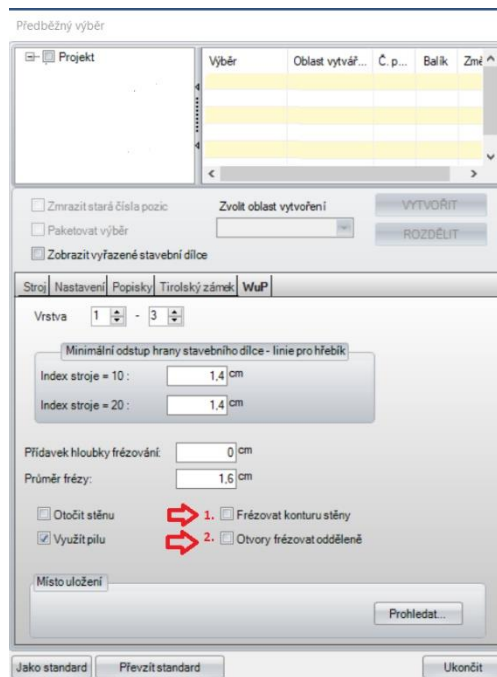 Předběžný výběr
Projekt
Výběr Oblast vytvář... Č. p... Balík Změ
Zmrazit stará čísla pozic Zvolit oblast vytvoření VYTVOŘIT
Paketovat výběr ROZDĚLIT
Zobrazit vyřazené stavební dílce
Stroj Nastavení Popisky Tirolský zámek WuP
Vrstva 1 - 3
Minimální odstup hrany stavebního dílce - linie pro hřebík
Index stroje = 10 : 1,4 cm
Index stroje = 20 : 1,4 cm
Přídavek hloubky frézování: 0 cm
Průměr frézy: 1,6 cm
Otočit stěnu 1. Frézovat konturu stěny
Využít pilu 2. Otvory frézovat odděleně
Místo uložení
Prohledat...
Jako standard Převzít standard Ukončit